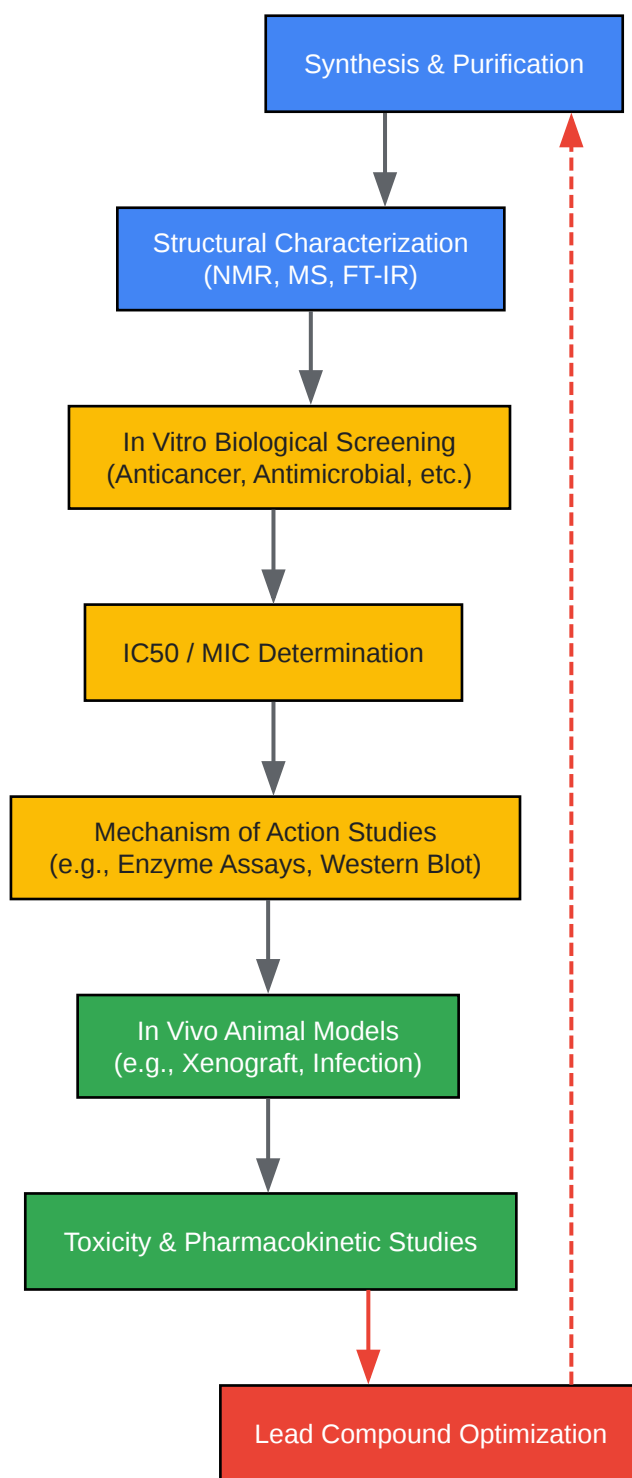 Synthesis & Purification
Structural Characterization
(NMR, MS, FT-IR)
In Vitro Biological Screening
(Anticancer, Antimicrobial, etc.)
IC50 / MIC Determination
Mechanism of Action Studies
(e.g., Enzyme Assays, Western Blot)
In Vivo Animal Models
(e.g., Xenograft, Infection)
Toxicity & Pharmacokinetic Studies
Lead Compound Optimization